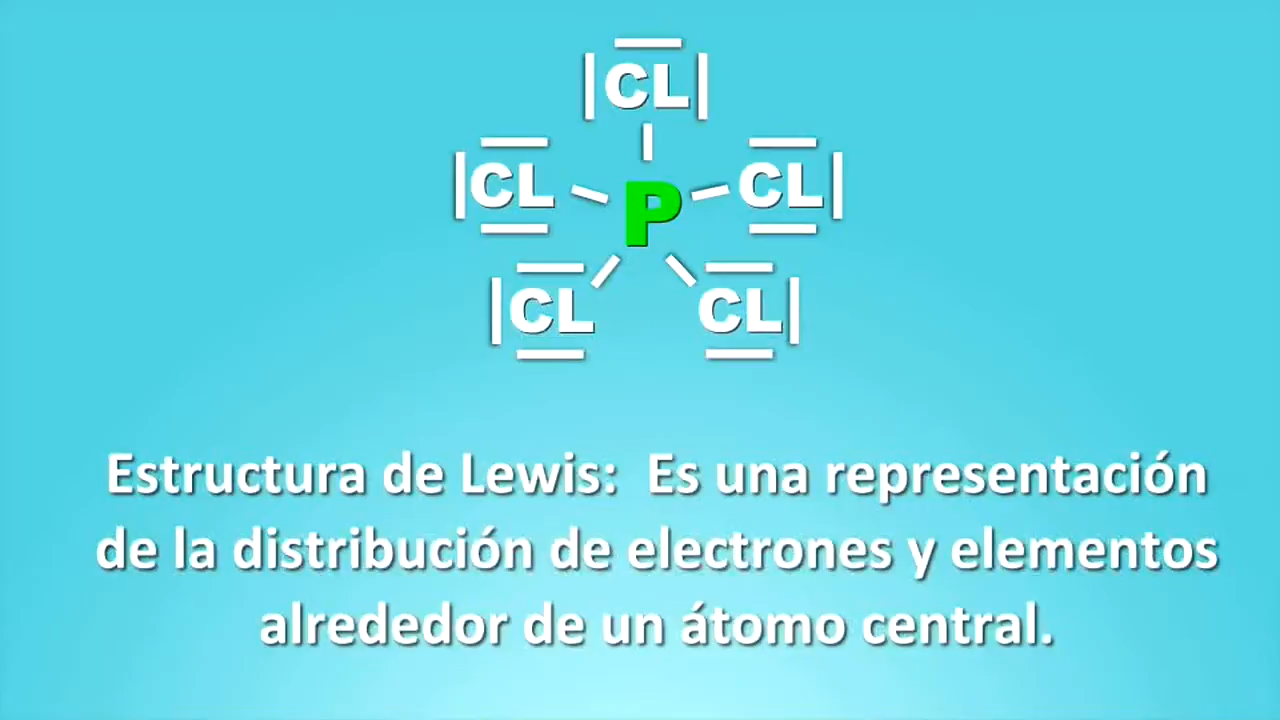 CL
CL P CL
CL CL
Estructura de Lewis: Es una representación
de la distribución de electrones y elementos
alrededor de un átomo central.